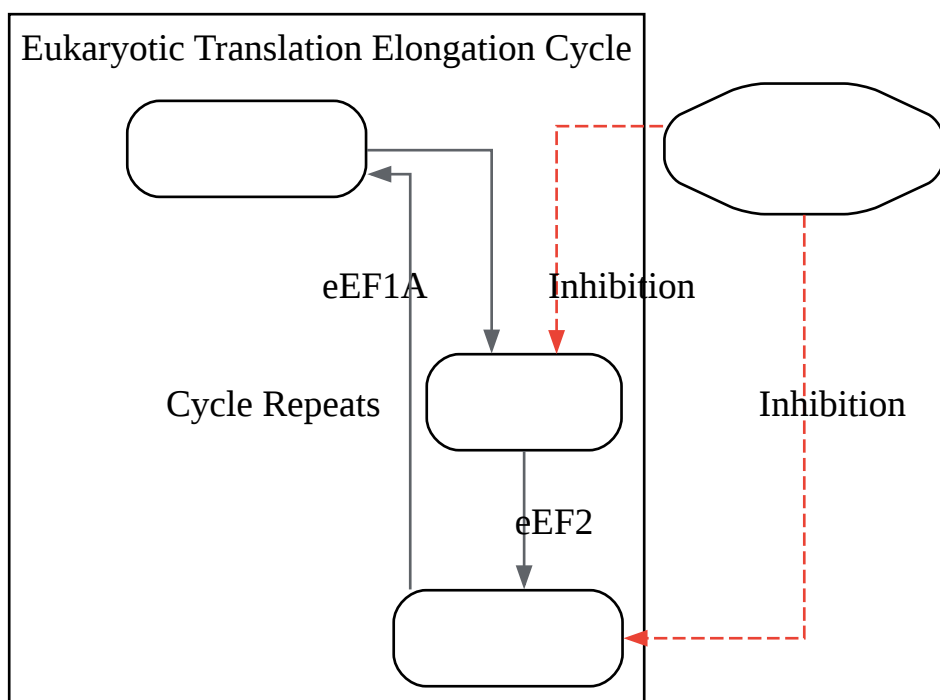 Eukaryotic Translation Elongation Cycle
eEF1A
Inhibition
Cycle Repeats
Inhibition
eEF2